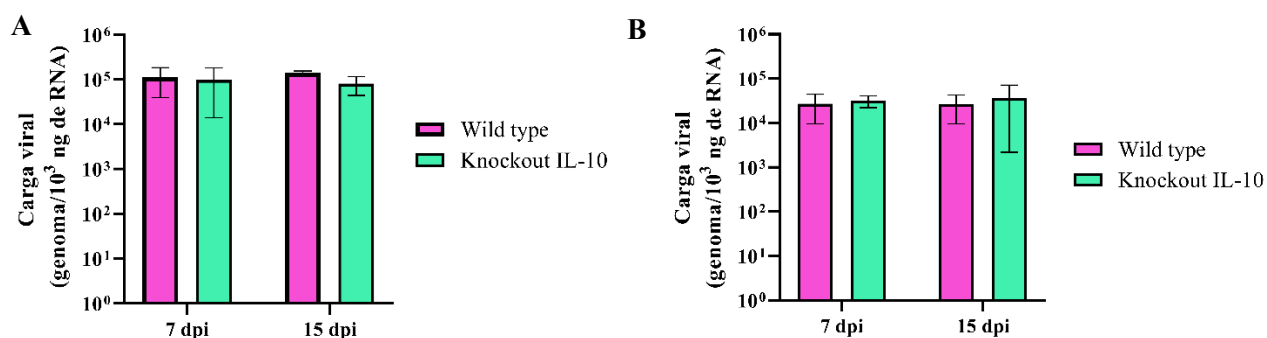 A
Carga viral
(genoma/10³ ng de RNA)
10⁶
10⁵
10⁴
10³
10²
10¹
10⁰
7 dpi
15 dpi
Wild type
Knockout IL-10
B
Carga viral
(genoma/10³ ng de RNA)
10⁶
10⁵
10⁴
10³
10²
10¹
10⁰
7 dpi
15 dpi
Wild type
Knockout IL-10